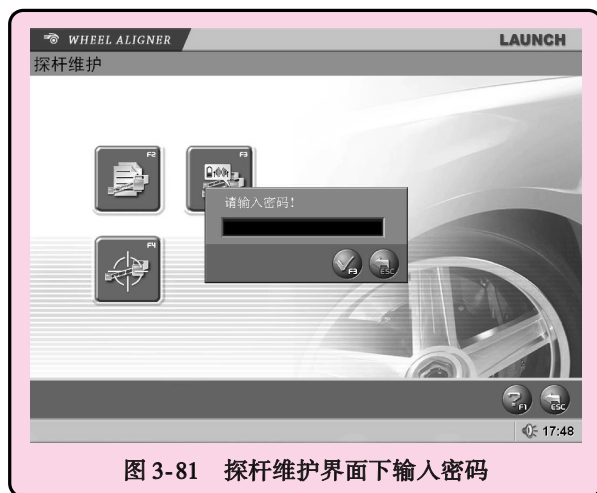 WHEEL ALIGNER
LAUNCH
探杆维护
F2
F3
请输入密码!
F3
ESC
F4
F1
ESC
17:48
图 3-81 探杆维护界面下输入密码